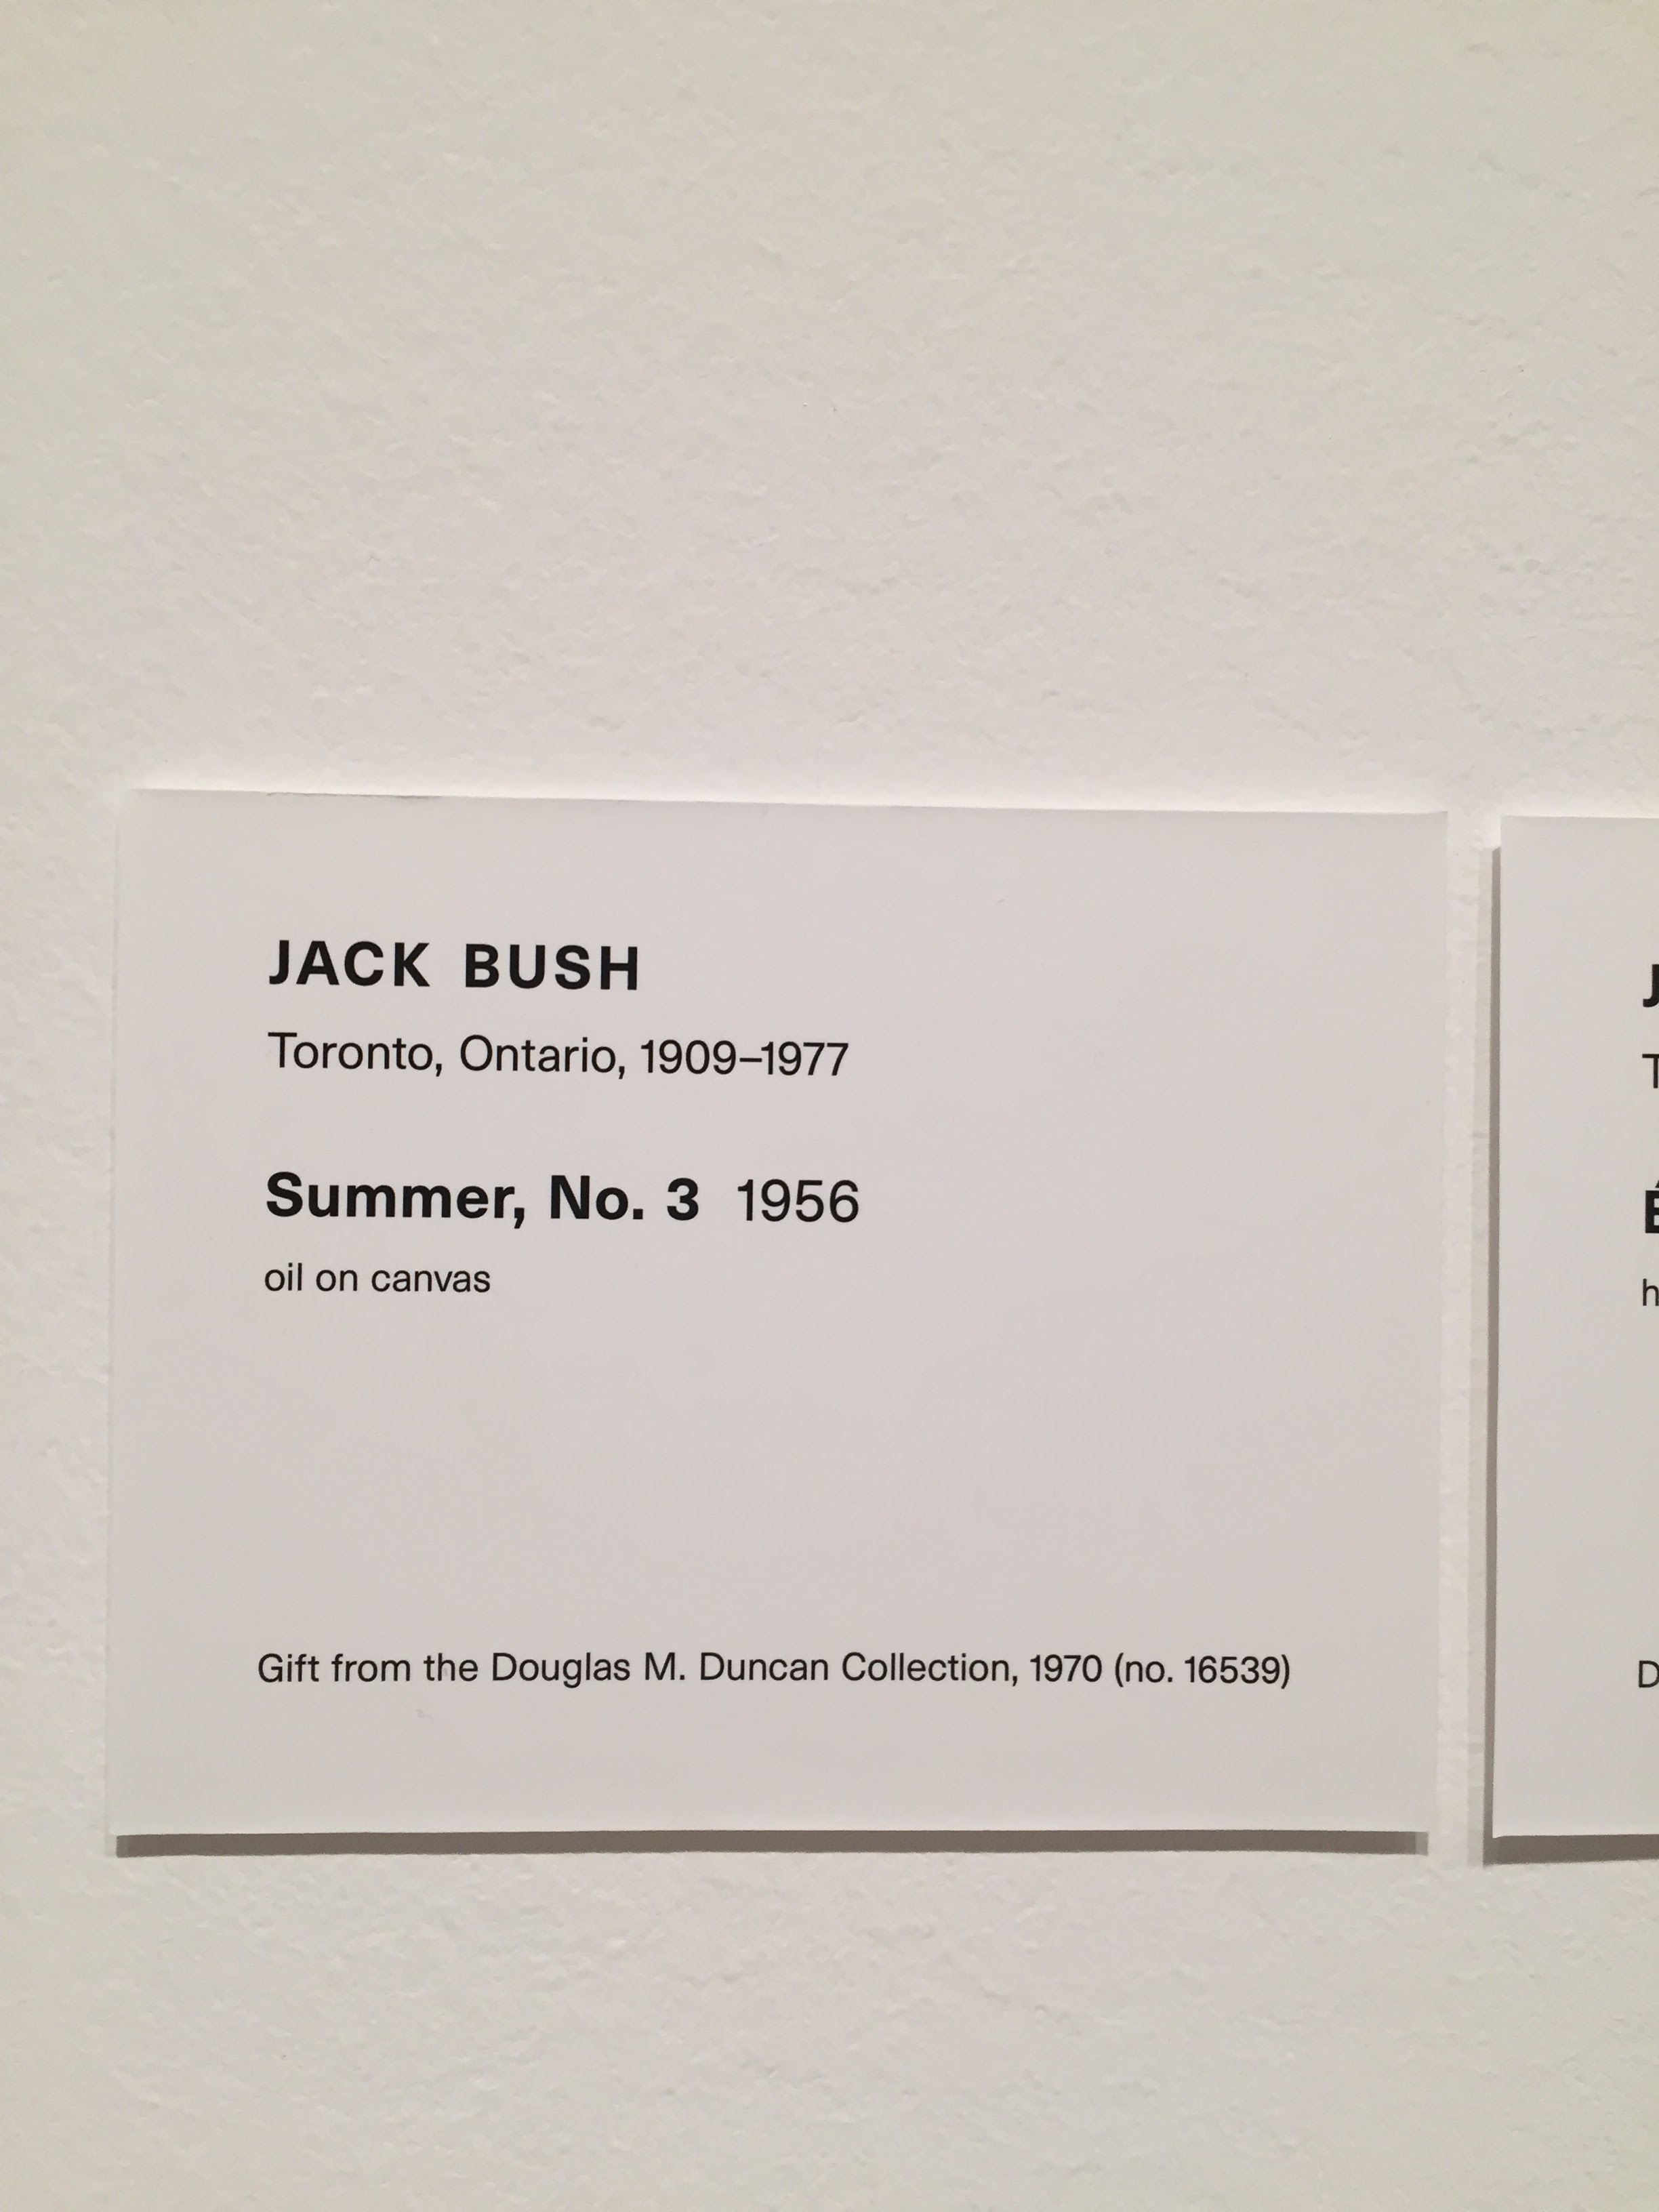 JACK BUSH
Toronto, Ontario, 1909–1977
Summer, No. 3 1956
oil on canvas
Gift from the Douglas M. Duncan Collection, 1970 (no. 16539)